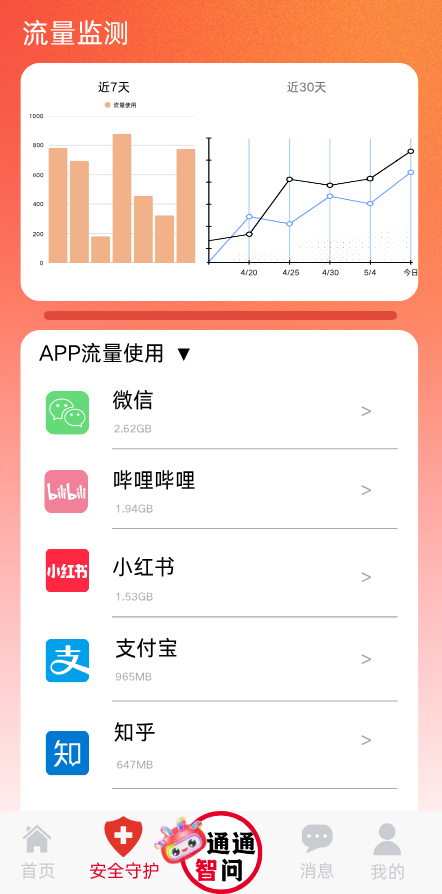 流量监测
近7天
近30天
流量使用
1000
800
600
400
200
0
4/20
4/25
4/30
5/4
今日
APP流量使用 ▼
微信
2.62GB
>
bilibili
哔哩哔哩
1.94GB
>
小红书
小红书
1.53GB
>
支
支付宝
965MB
>
知
知乎
647MB
>
首页
安全守护
通通
智问
消息
我的